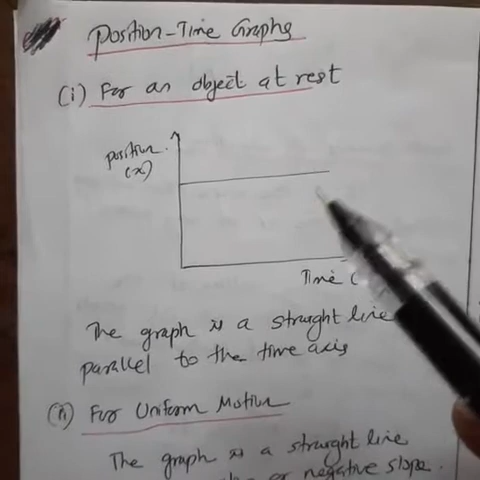 Position-Time Graphs
(i) For an object at rest
position
(x)
Time (
The graph is a straight line
parallel to the time axis
(ii) For Uniform Motion
The graph is a straight line
or negative slope.